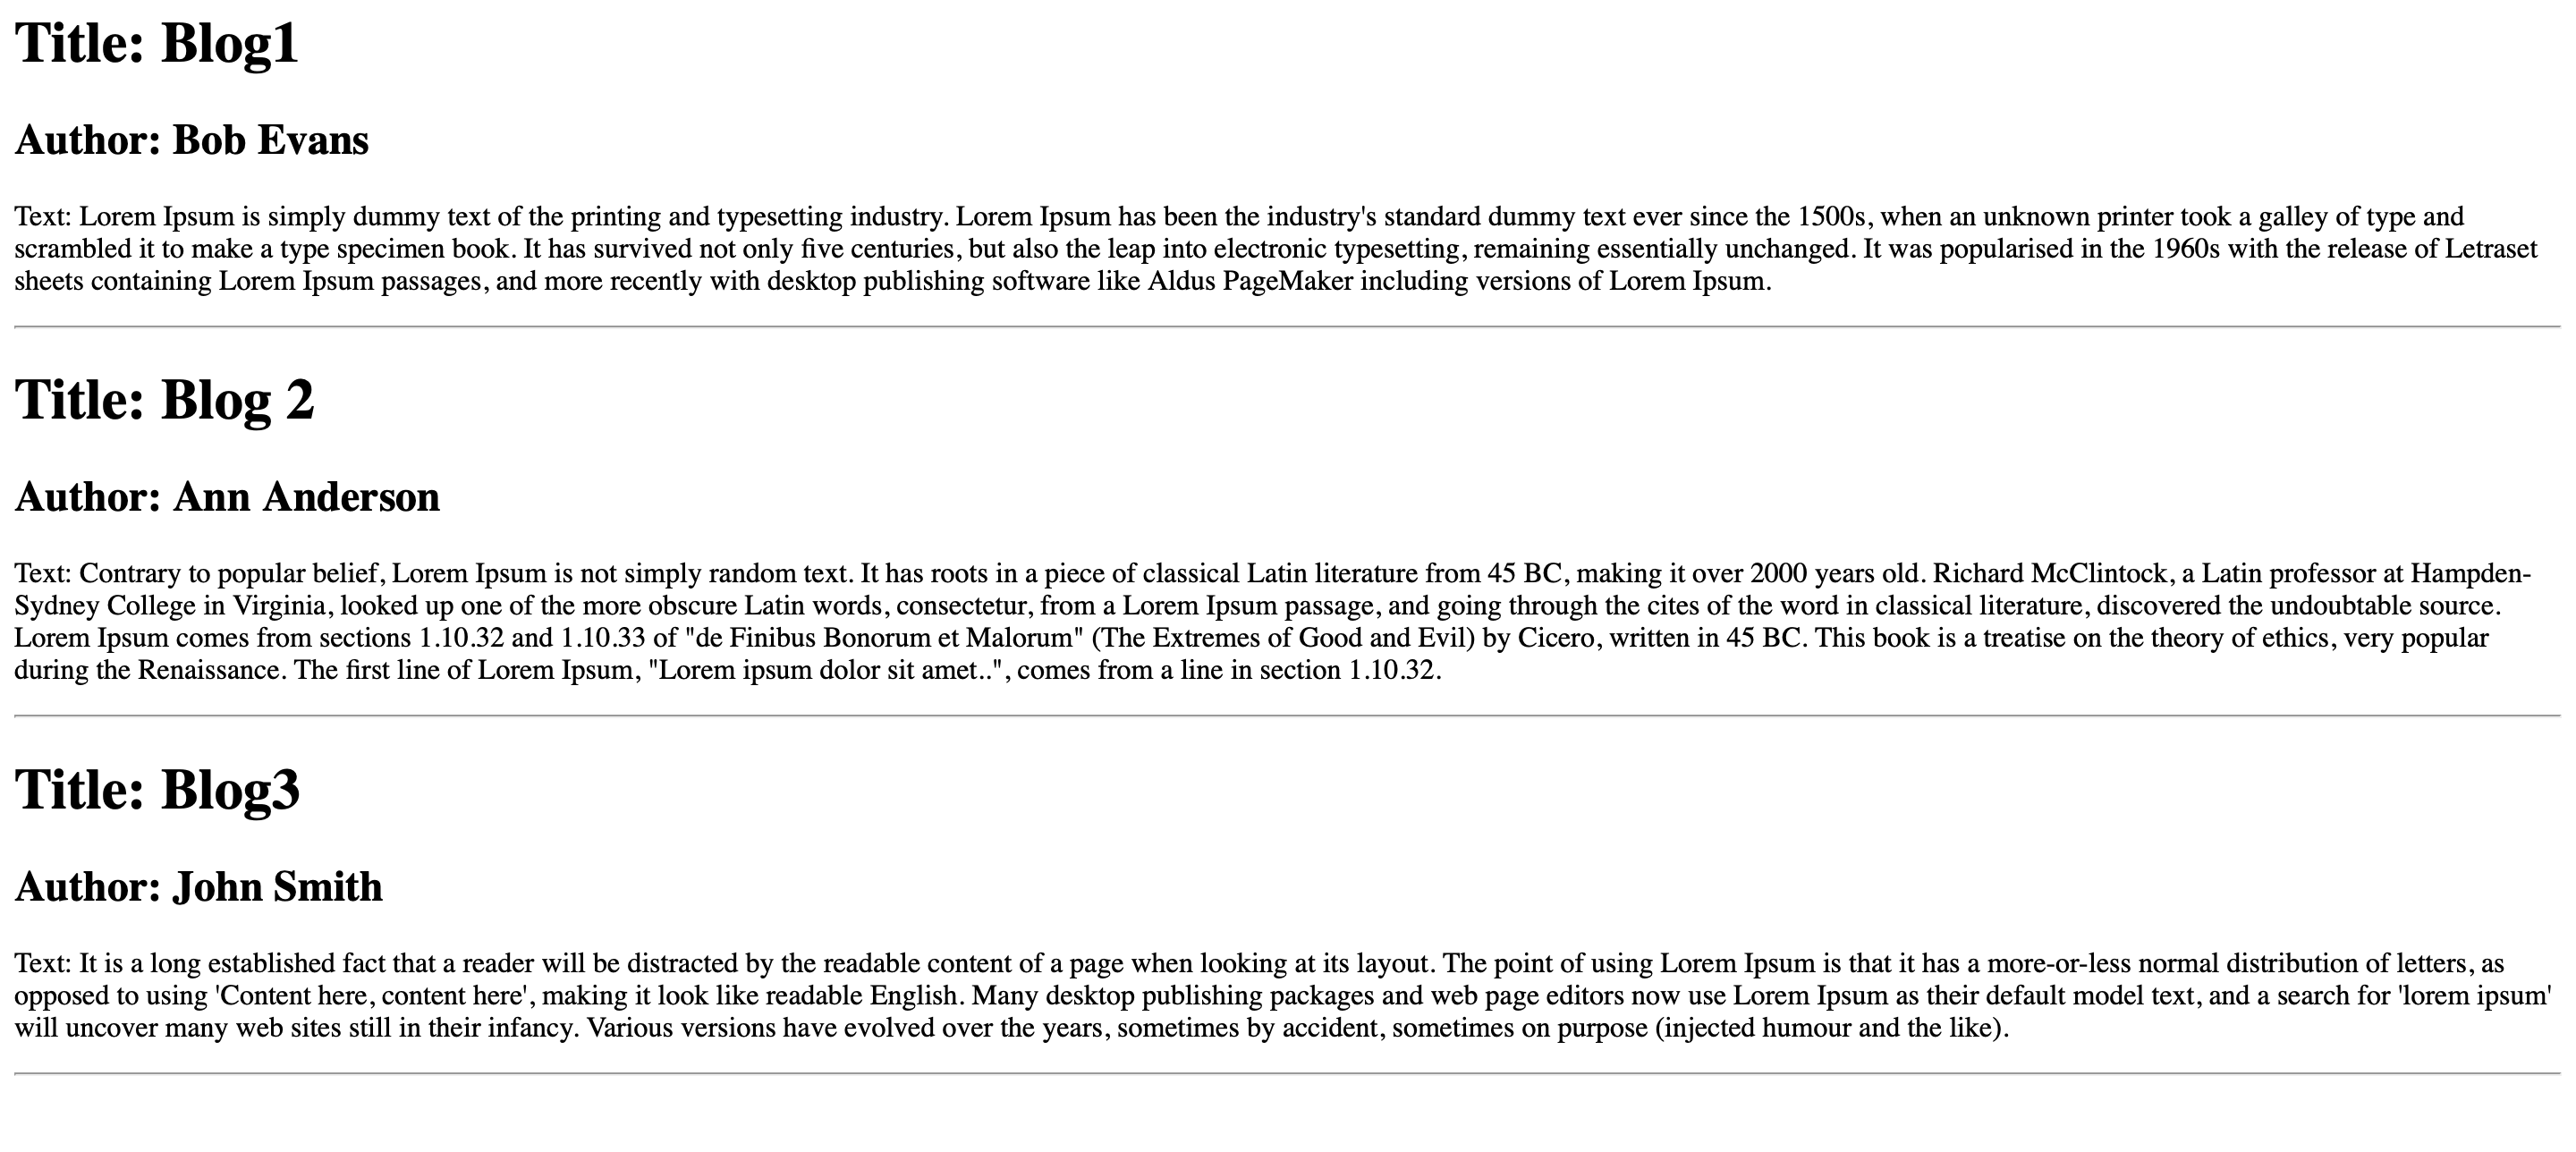 Title: Blog1
Author: Bob Evans
Text: Lorem Ipsum is simply dummy text of the printing and typesetting industry. Lorem Ipsum has been the industry's standard dummy text ever since the 1500s, when an unknown printer took a galley of type and
scrambled it to make a type specimen book. It has survived not only five centuries, but also the leap into electronic typesetting, remaining essentially unchanged. It was popularised in the 1960s with the release of Letraset
sheets containing Lorem Ipsum passages, and more recently with desktop publishing software like Aldus PageMaker including versions of Lorem Ipsum.
Title: Blog 2
Author: Ann Anderson
Text: Contrary to popular belief, Lorem Ipsum is not simply random text. It has roots in a piece of classical Latin literature from 45 BC, making it over 2000 years old. Richard McClintock, a Latin professor at Hampden-
Sydney College in Virginia, looked up one of the more obscure Latin words, consectetur, from a Lorem Ipsum passage, and going through the cites of the word in classical literature, discovered the undoubtable source.
Lorem Ipsum comes from sections 1.10.32 and 1.10.33 of "de Finibus Bonorum et Malorum" (The Extremes of Good and Evil) by Cicero, written in 45 BC. This book is a treatise on the theory of ethics, very popular
during the Renaissance. The first line of Lorem Ipsum, "Lorem ipsum dolor sit amet..", comes from a line in section 1.10.32.
Title: Blog3
Author: John Smith
Text: It is a long established fact that a reader will be distracted by the readable content of a page when looking at its layout. The point of using Lorem Ipsum is that it has a more-or-less normal distribution of letters, as
opposed to using 'Content here, content here', making it look like readable English. Many desktop publishing packages and web page editors now use Lorem Ipsum as their default model text, and a search for 'lorem ipsum'
will uncover many web sites still in their infancy. Various versions have evolved over the years, sometimes by accident, sometimes on purpose (injected humour and the like).